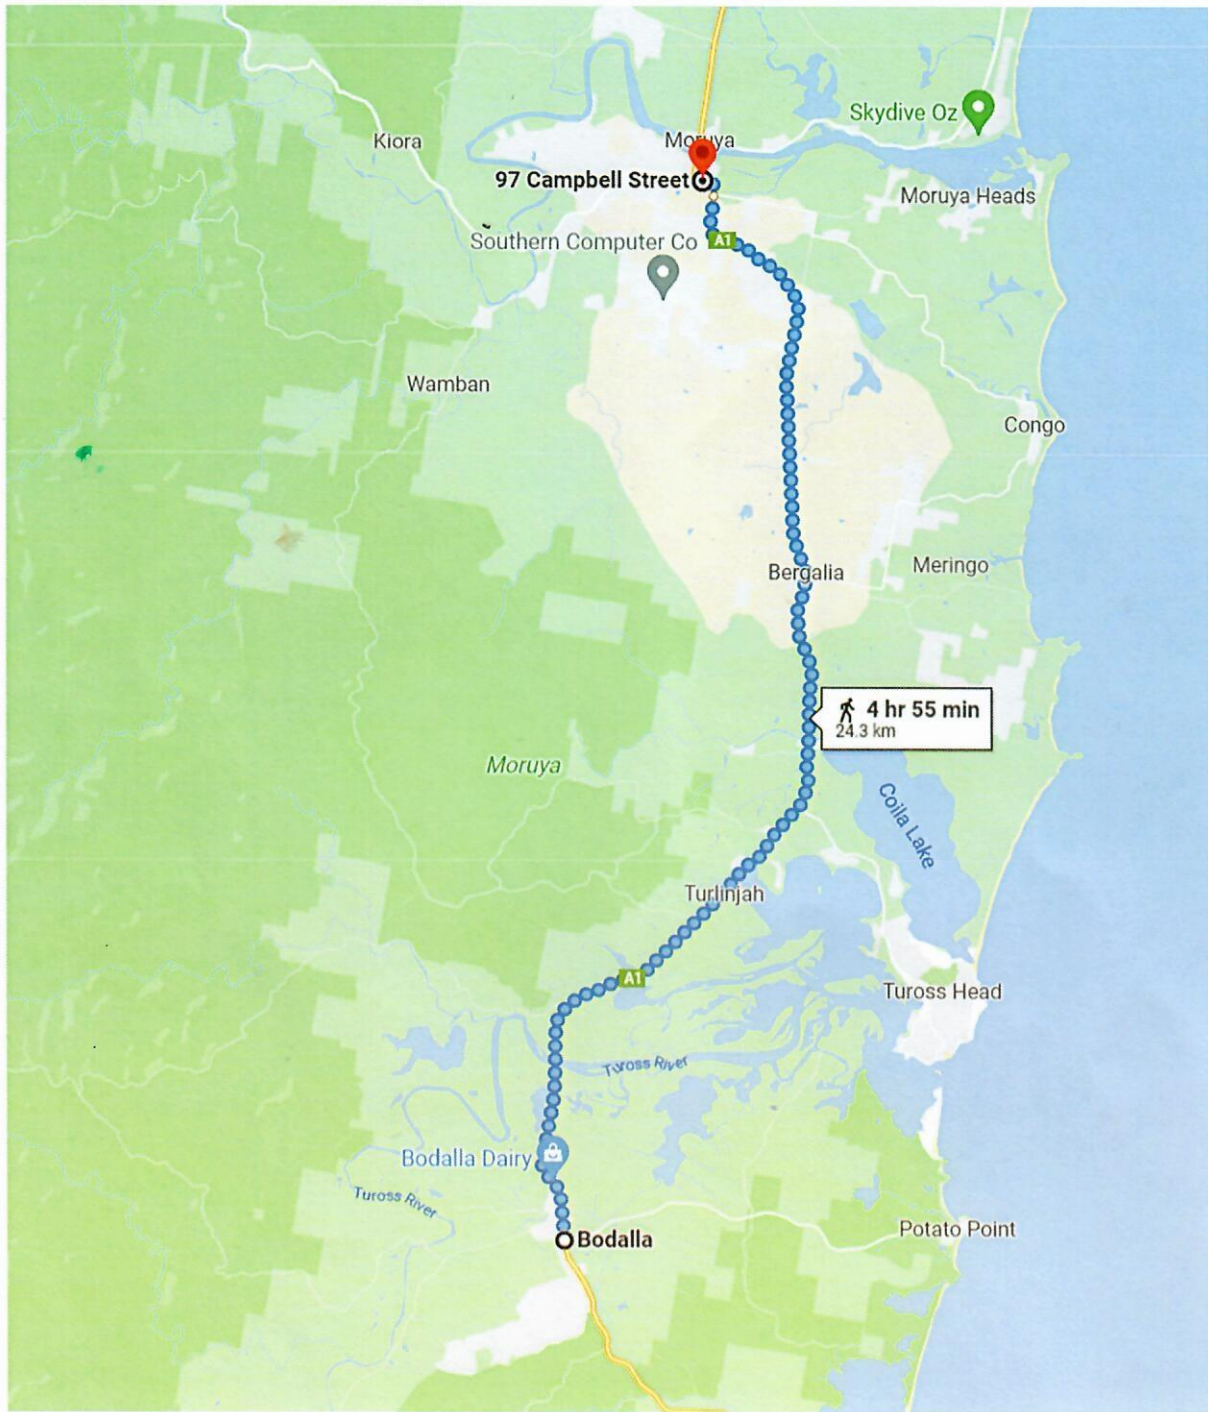 Skydive Oz
Kiora
Moruya
97 Campbell Street
Moruya Heads
Southern Computer Co
A1
Wamban
Congo
Bergalia
Meringo
4 hr 55 min
24.3 km
Moruya
Coila Lake
Turlinjah
A1
Tuross Head
Tuross River
Bodalla Dairy
Tuross River
Potato Point
Bodalla